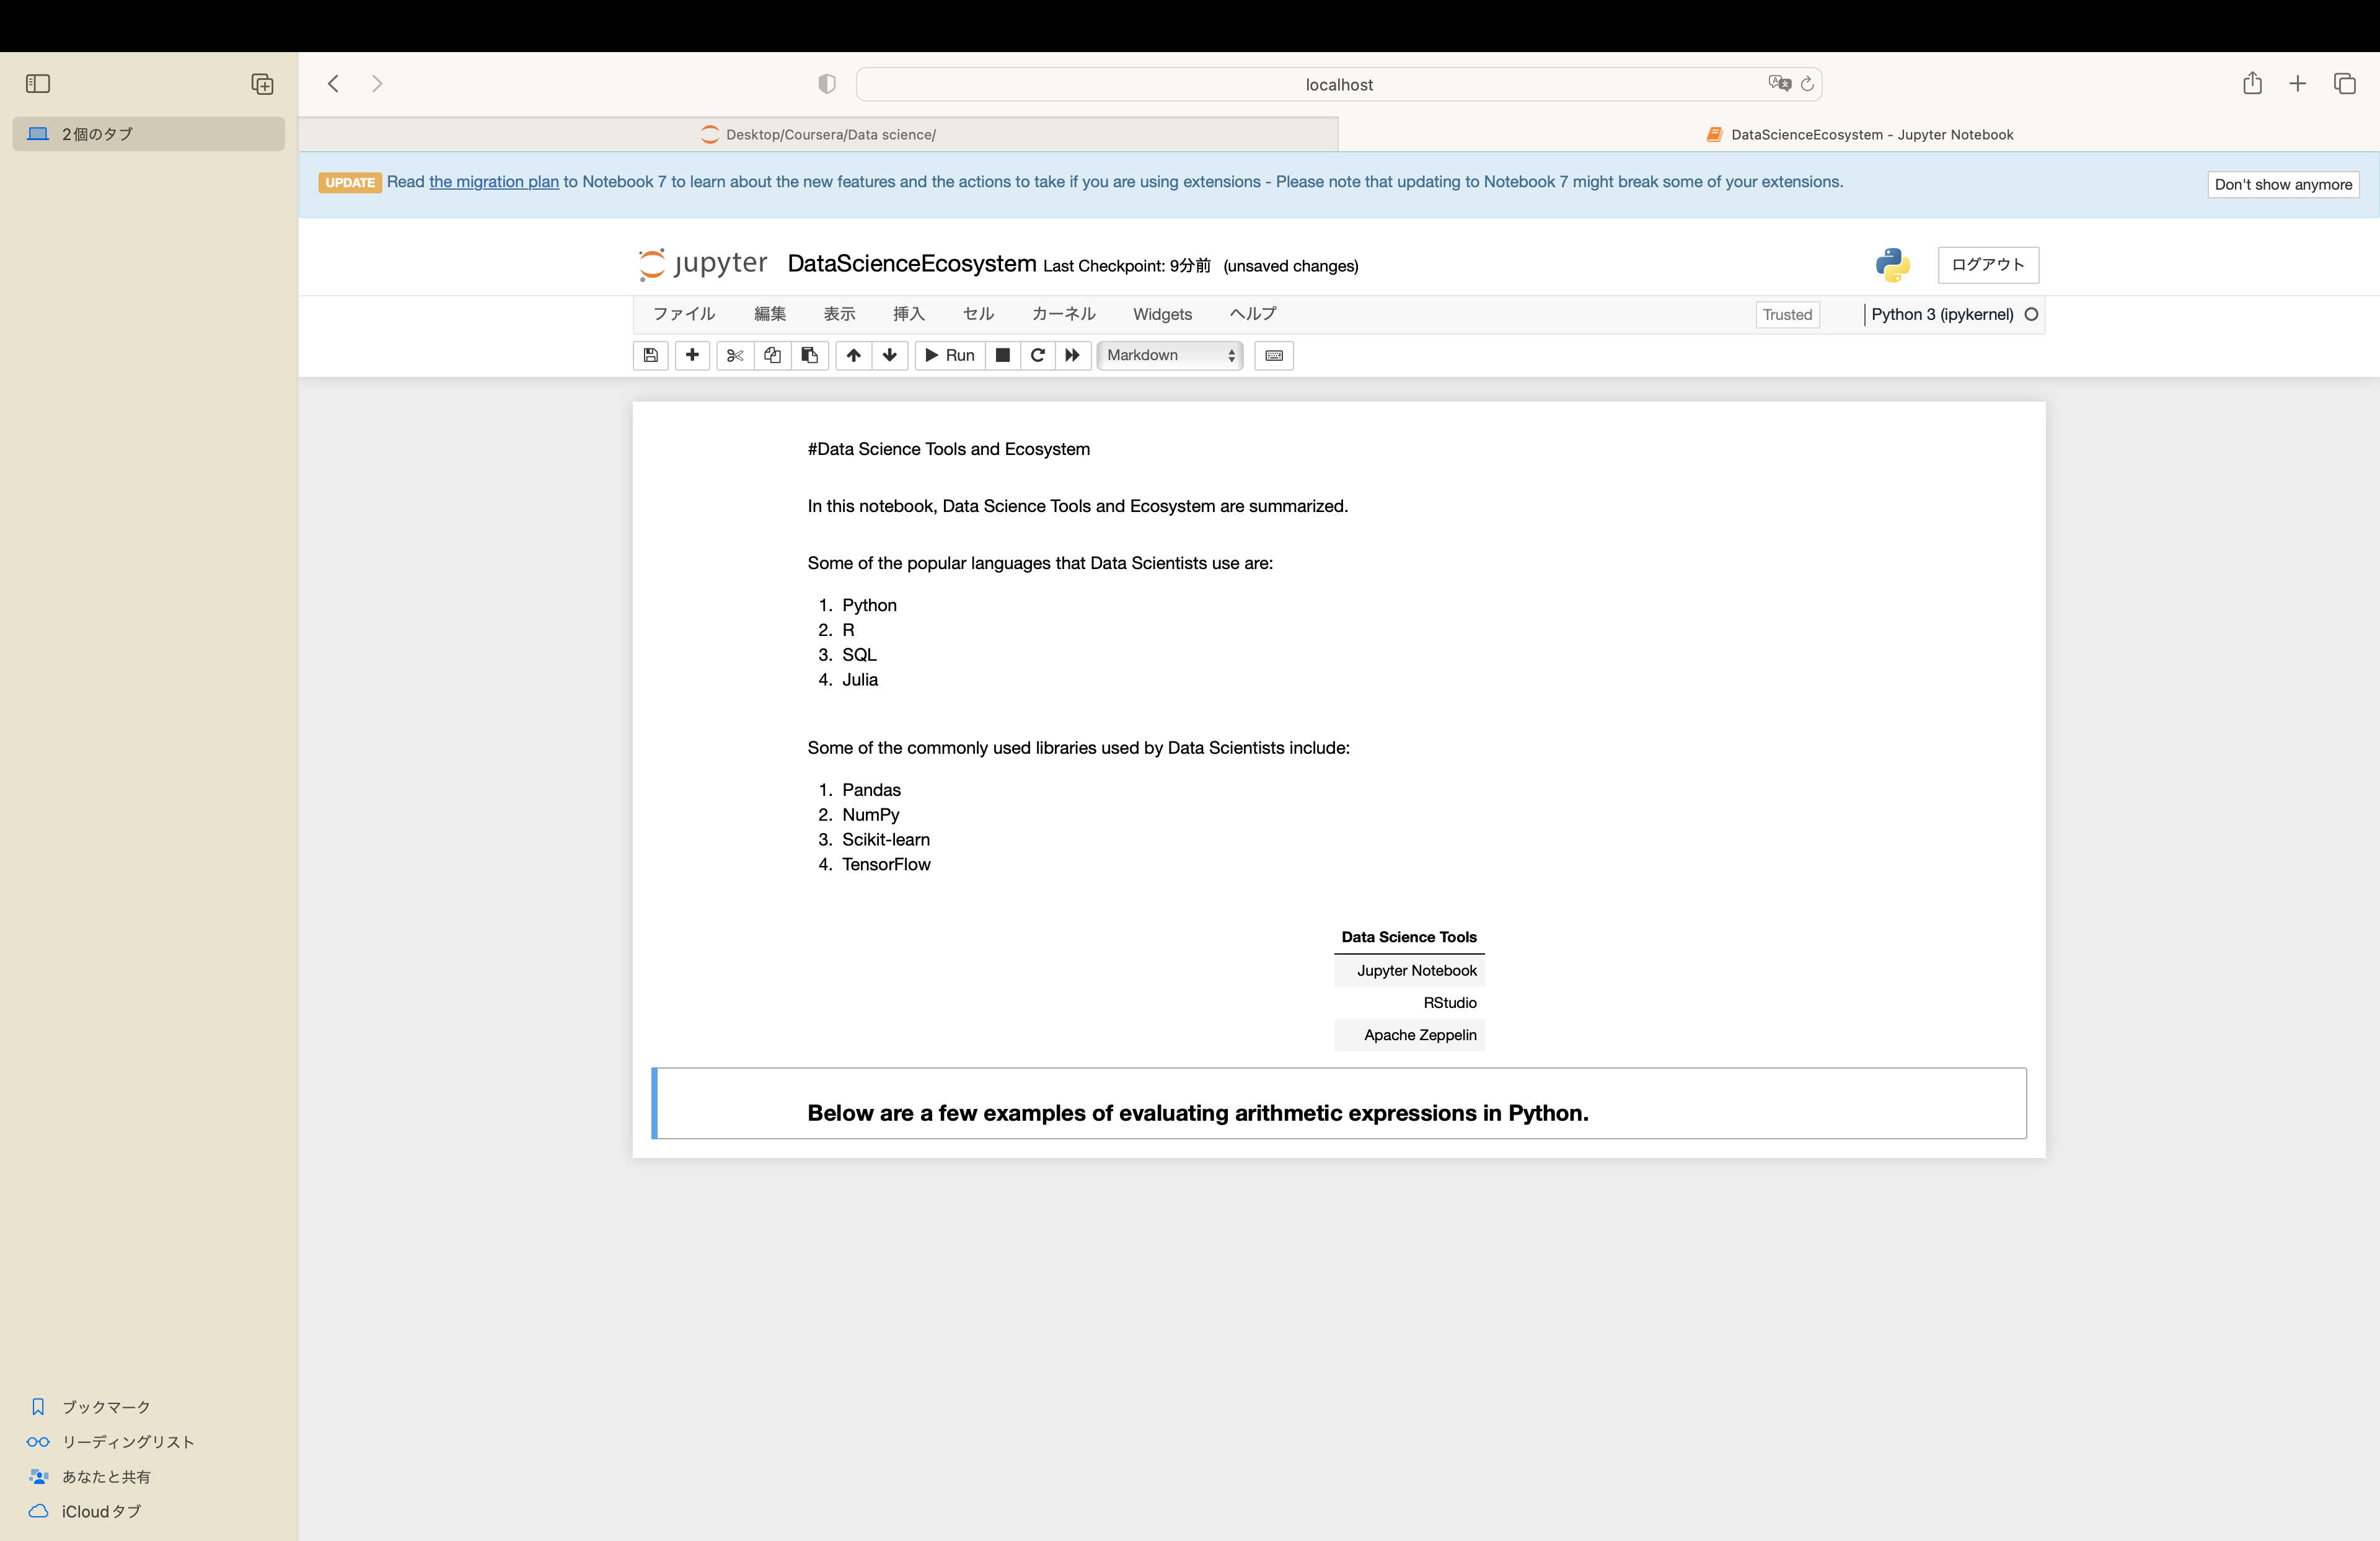 localhost
2個のタブ
Desktop/Coursera/Data science/
DataScienceEcosystem - Jupyter Notebook
UPDATE Read the migration plan to Notebook 7 to learn about the new features and the actions to take if you are using extensions - Please note that updating to Notebook 7 might break some of your extensions.
Don't show anymore
jupyter DataScienceEcosystem Last Checkpoint: 9分前 (unsaved changes)
ログアウト
ファイル 編集 表示 挿入 セル カーネル Widgets ヘルプ
Trusted
Python 3 (ipykernel)
Run
Markdown
#Data Science Tools and Ecosystem
In this notebook, Data Science Tools and Ecosystem are summarized.
Some of the popular languages that Data Scientists use are:
1. Python
2. R
3. SQL
4. Julia
Some of the commonly used libraries used by Data Scientists include:
1. Pandas
2. NumPy
3. Scikit-learn
4. TensorFlow
Data Science Tools
Jupyter Notebook
RStudio
Apache Zeppelin
Below are a few examples of evaluating arithmetic expressions in Python.
ブックマーク
リーディングリスト
あなたと共有
iCloudタブ